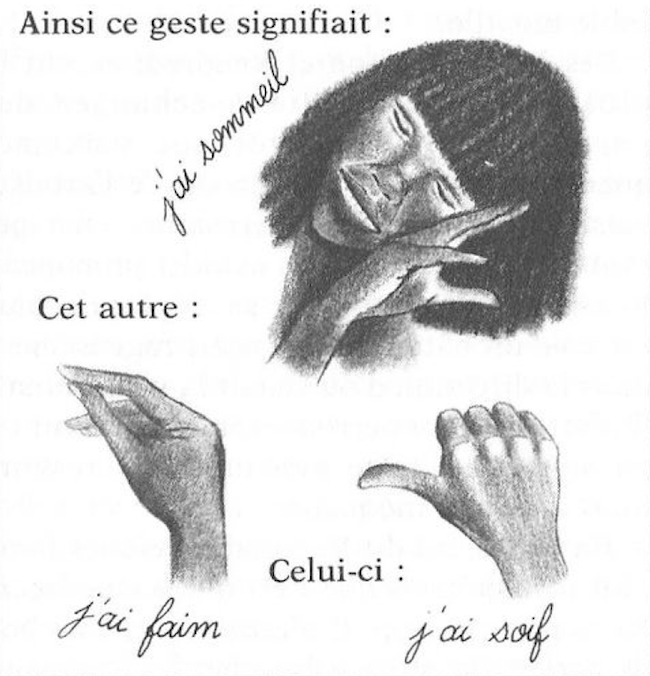 Ainsi ce geste signifiait :
j'ai sommeil
Cet autre :
Celui-ci :
j'ai faim
j'ai soif